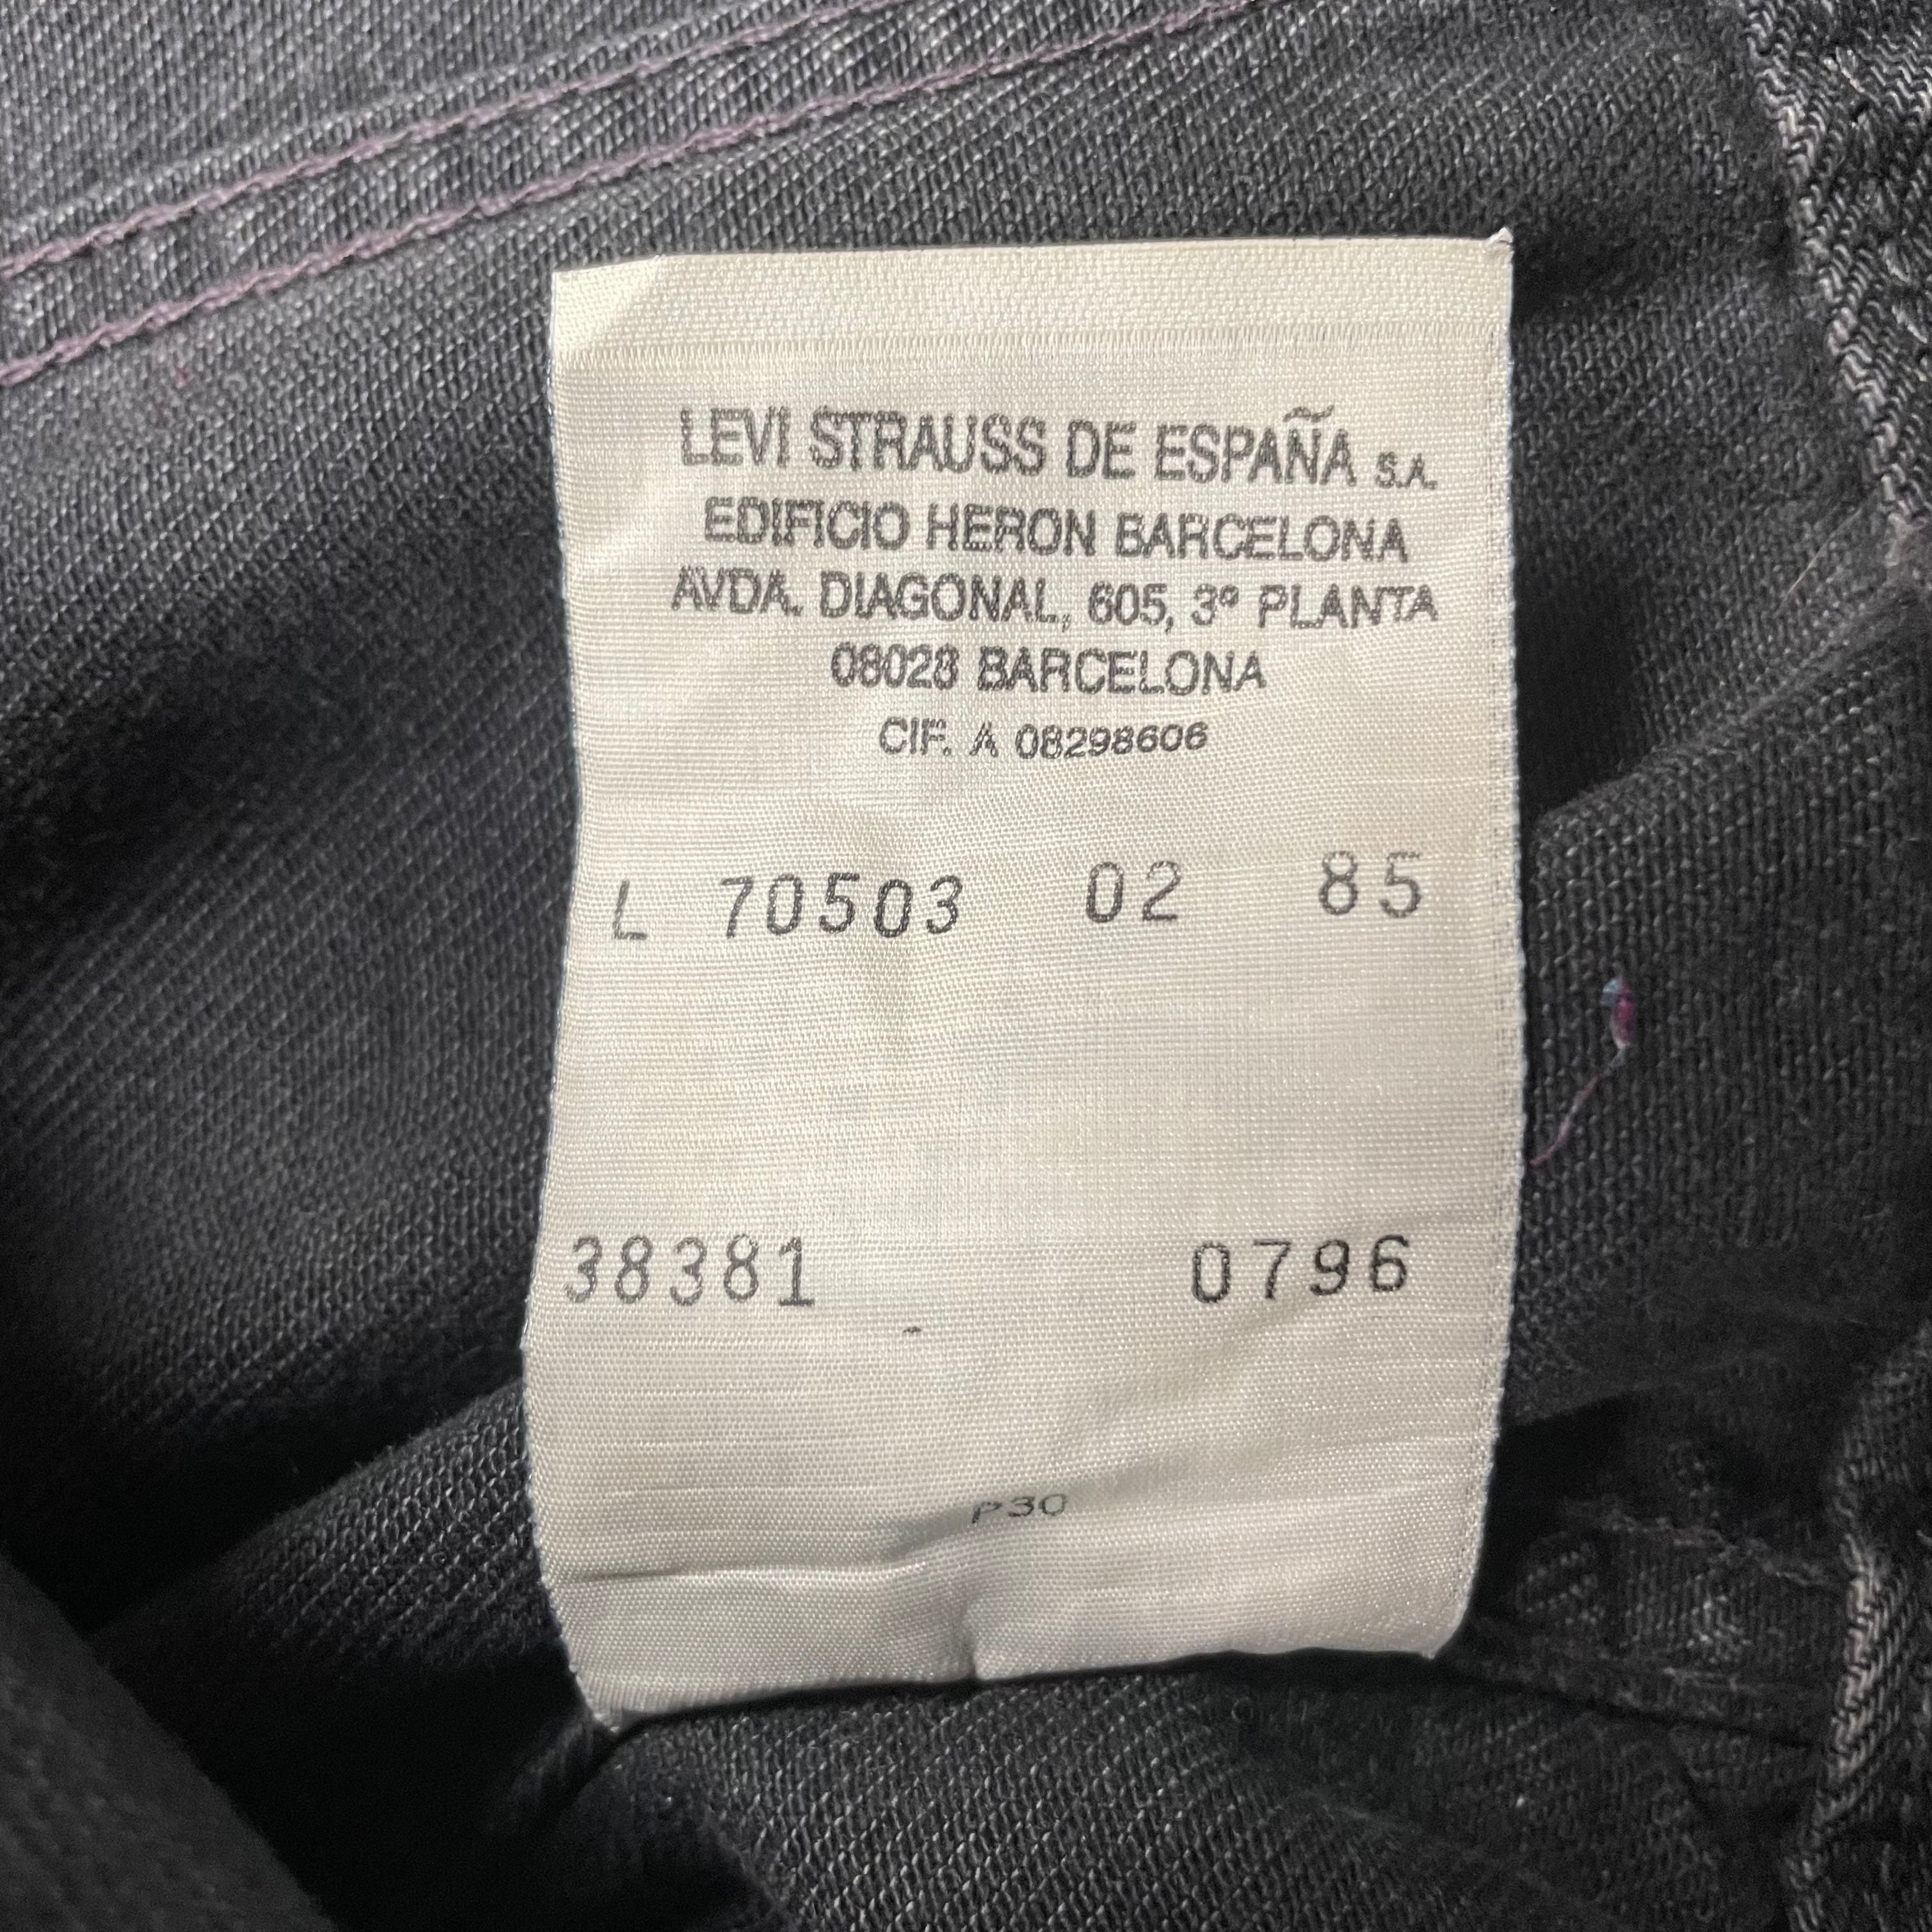 LEVI STRAUSS DE ESPAÑA S.A.
EDIFICIO HERON BARCELONA
AVDA. DIAGONAL, 605, 3º PLANTA
08028 BARCELONA
CIF. A 08298606
L 70503 02 85
38381 0796
P30